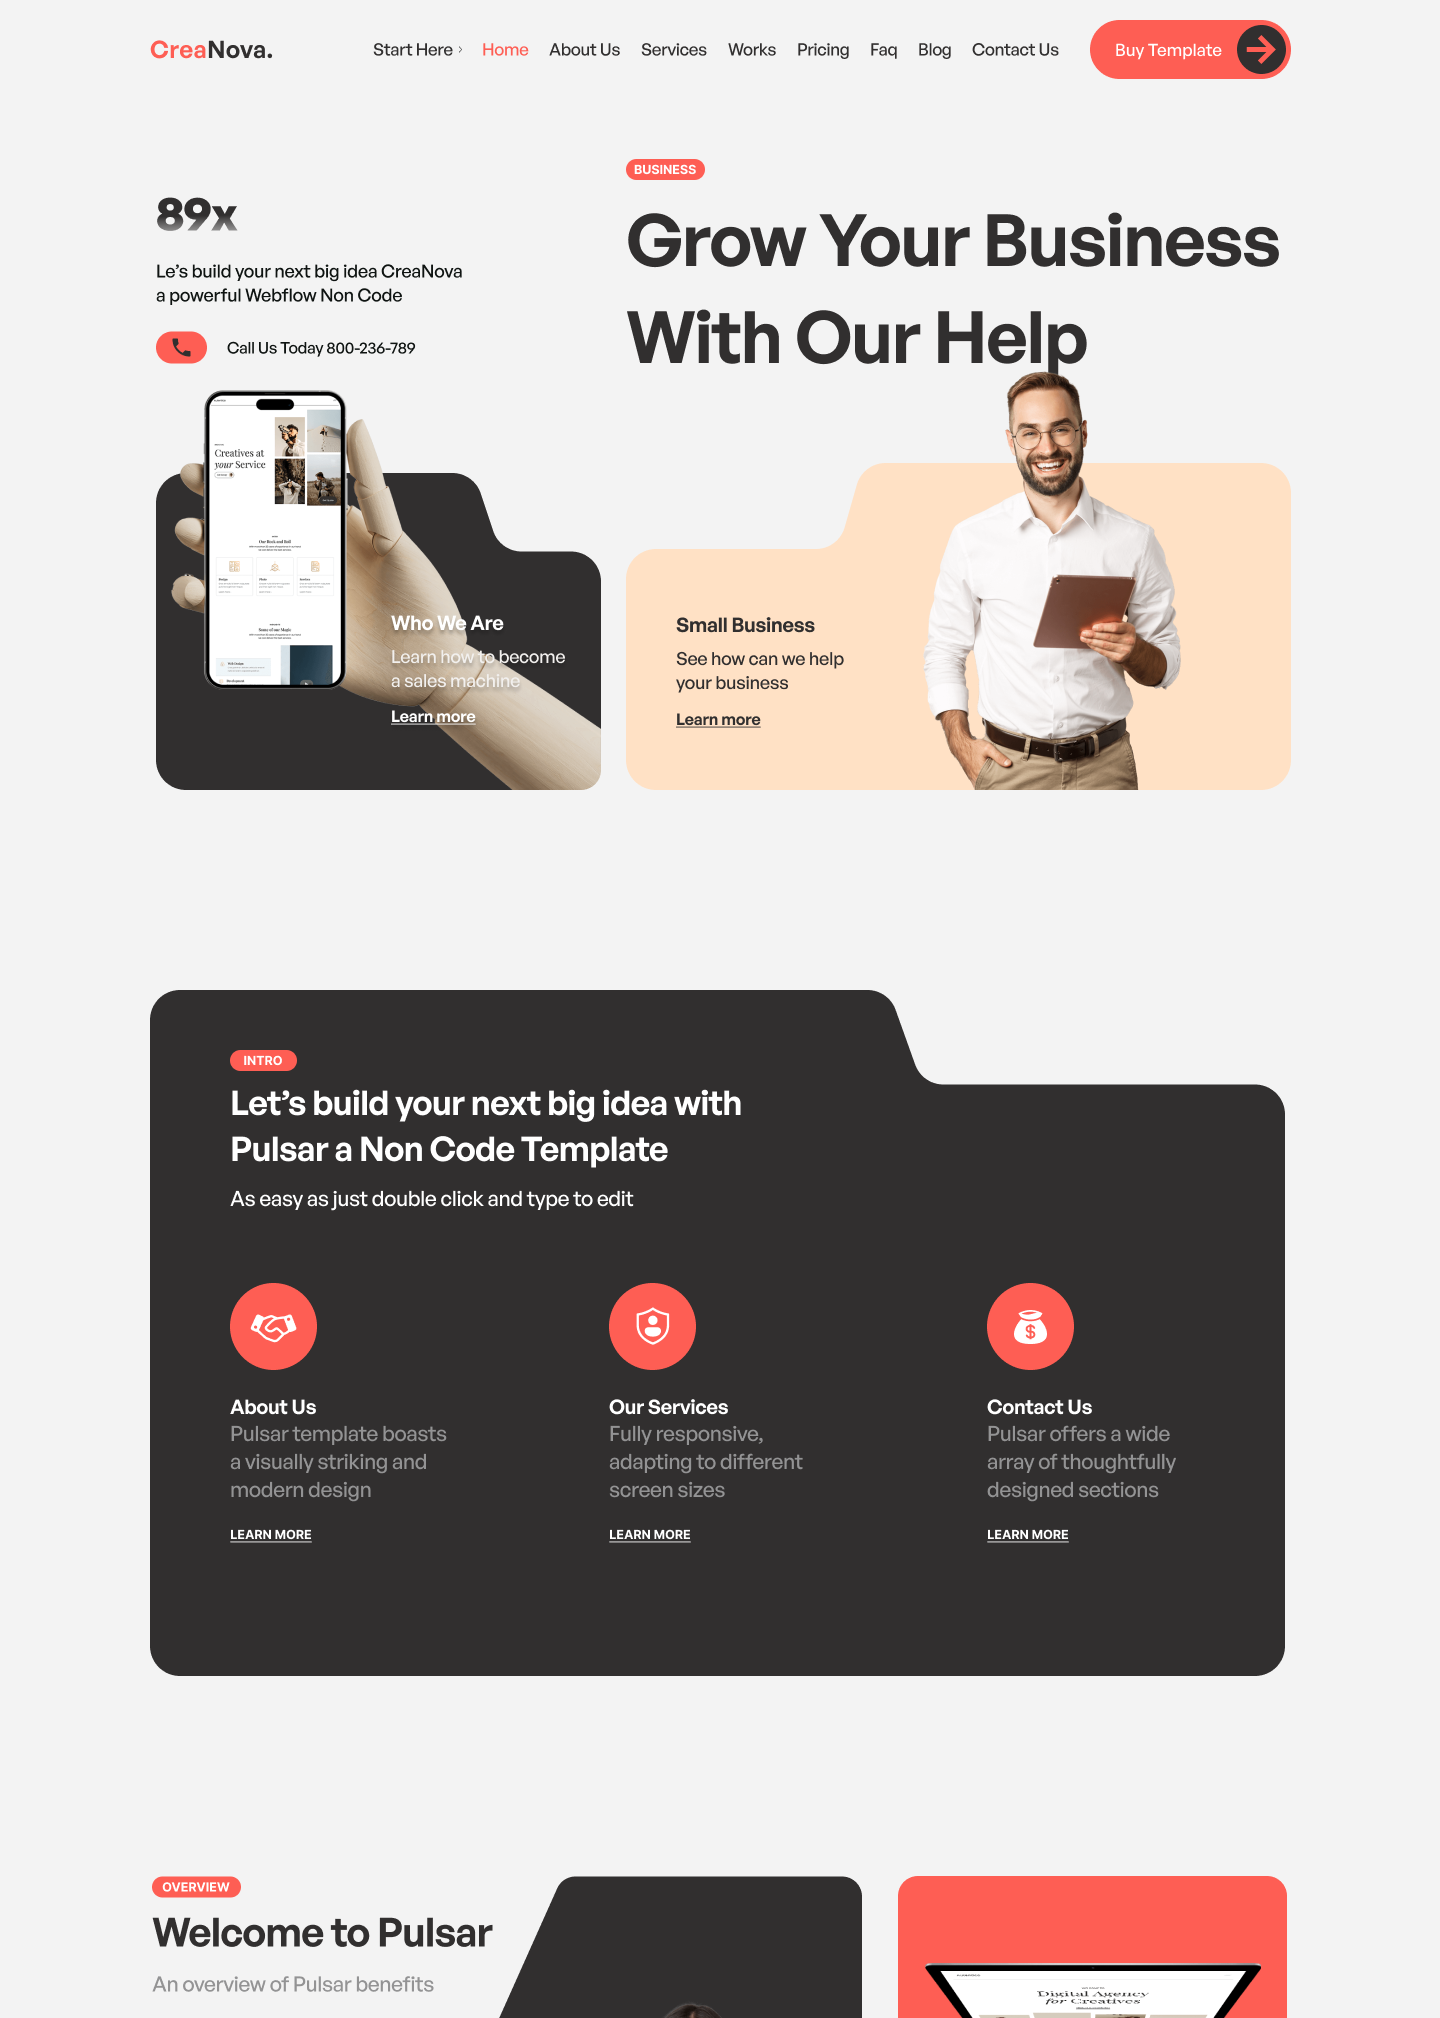 CreaNova.
Start Here
Home
About Us
Services
Works
Pricing
Faq
Blog
Contact Us
Buy Template
89x
Le’s build your next big idea CreaNova
a powerful Webflow Non Code
Call Us Today 800-236-789
BUSINESS
Grow Your Business
With Our Help
Creatives at
your Service
Who We Are
Learn how to become
a sales machine
Learn more
Small Business
See how can we help
your business
Learn more
INTRO
Let’s build your next big idea with
Pulsar a Non Code Template
As easy as just double click and type to edit
About Us
Pulsar template boasts
a visually striking and
modern design
LEARN MORE
Our Services
Fully responsive,
adapting to different
screen sizes
LEARN MORE
Contact Us
Pulsar offers a wide
array of thoughtfully
designed sections
LEARN MORE
OVERVIEW
Welcome to Pulsar
An overview of Pulsar benefits
Digital Agency
for Creatives